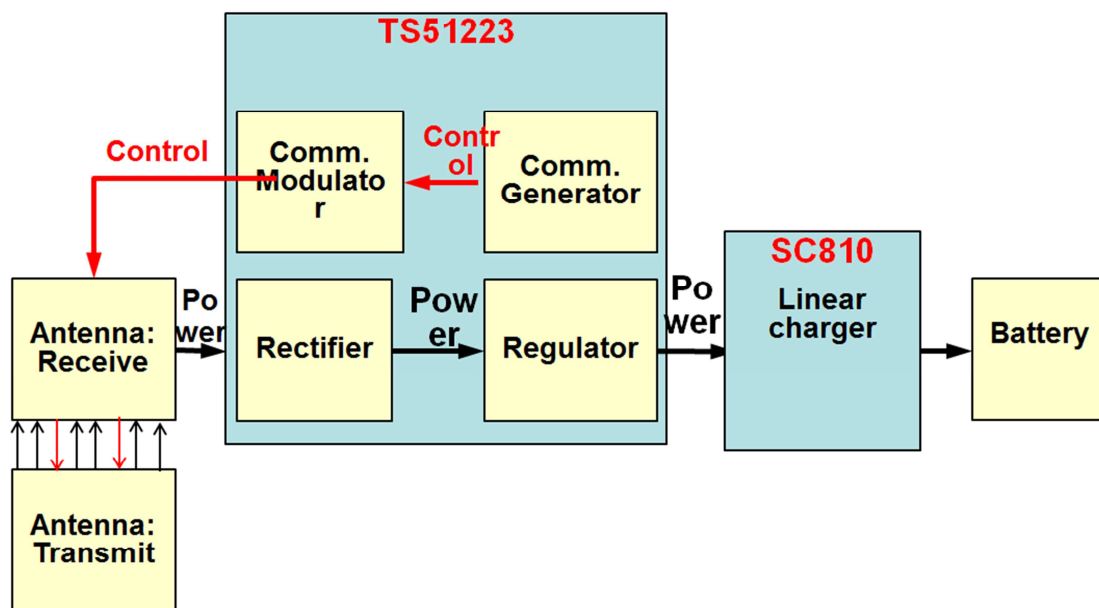 TS51223
Control
Comm.
Modulato
r
Contr
ol
Comm.
Generator
SC810
Linear
charger
Antenna:
Receive
Po
wer
Rectifier
Pow
er
Regulator
Po
wer
Battery
Antenna:
Transmit